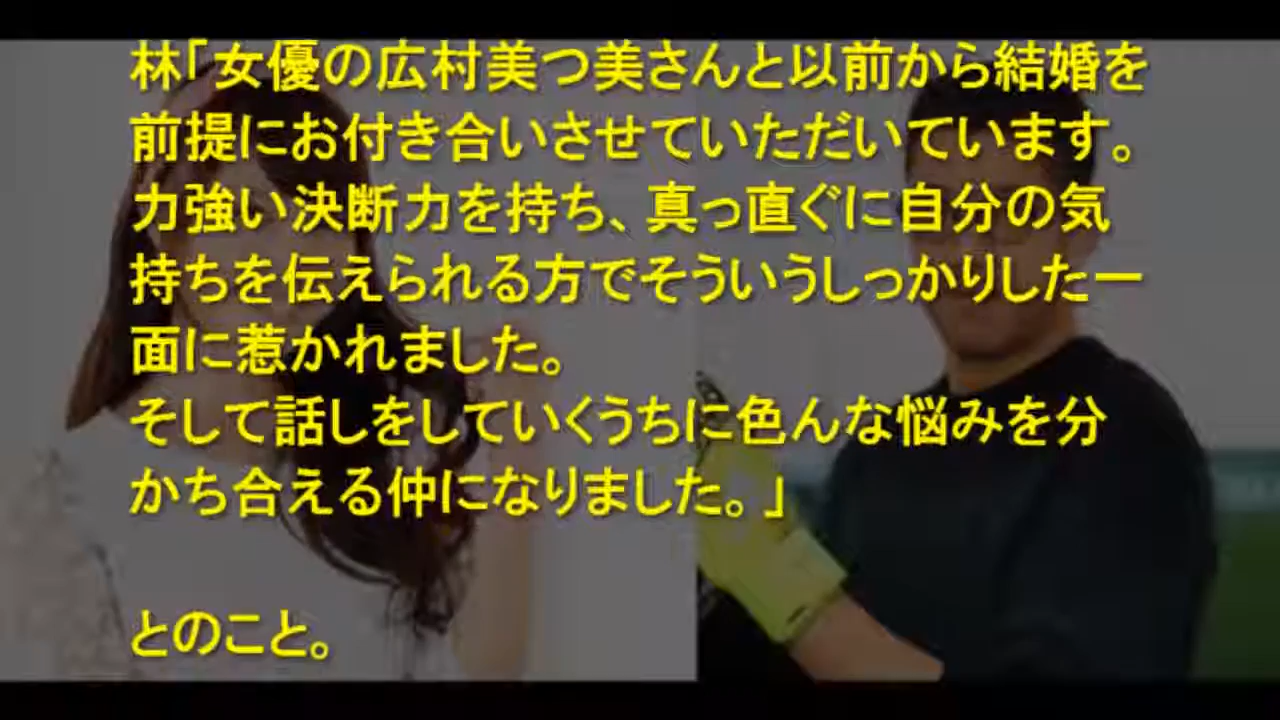 林「女優の広村美つ美さんと以前から結婚を
前提にお付き合いさせていただいています。
力強い決断力を持ち、真っ直ぐに自分の気
持ちを伝えられる方でそういうしっかりした一
面に惹かれました。
そして話しをしていくうちに色んな悩みを分
かち合える仲になりました。」
とのこと。